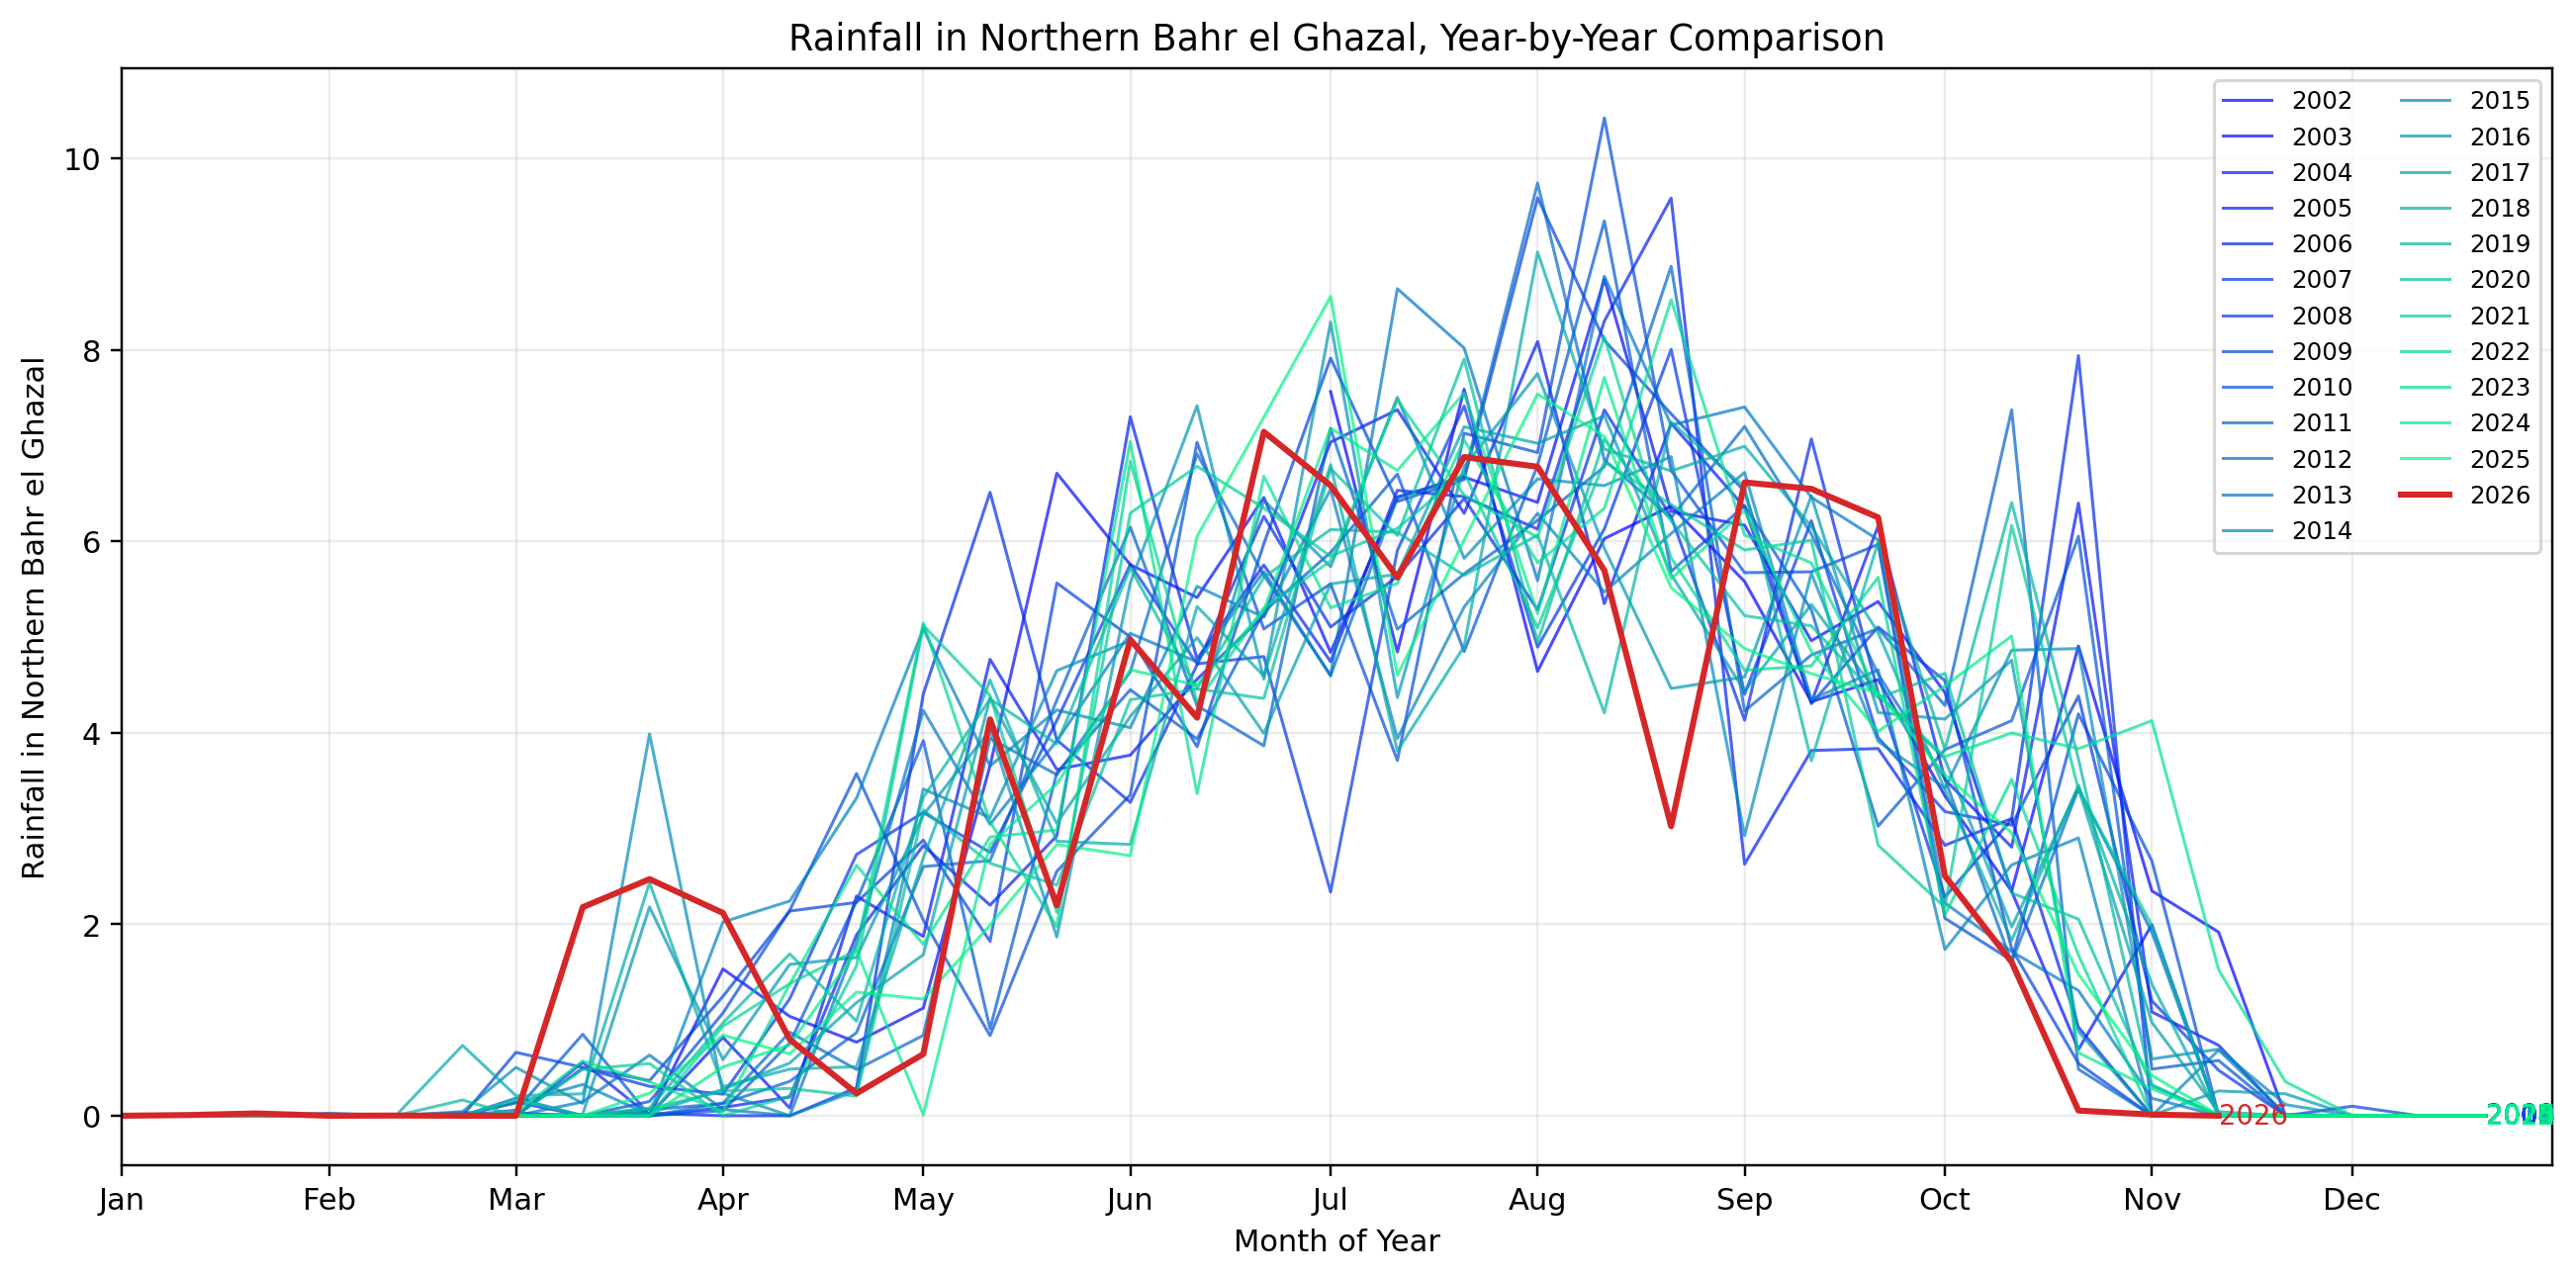 Rainfall in Northern Bahr el Ghazal, Year-by-Year Comparison
Rainfall in Northern Bahr el Ghazal
10
8
6
4
2
0
2002
2003
2004
2005
2006
2007
2008
2009
2010
2011
2012
2013
2014
2015
2016
2017
2018
2019
2020
2021
2022
2023
2024
2025
2026
2026
Jan
Feb
Mar
Apr
May
Jun
Jul
Aug
Sep
Oct
Nov
Dec
Month of Year